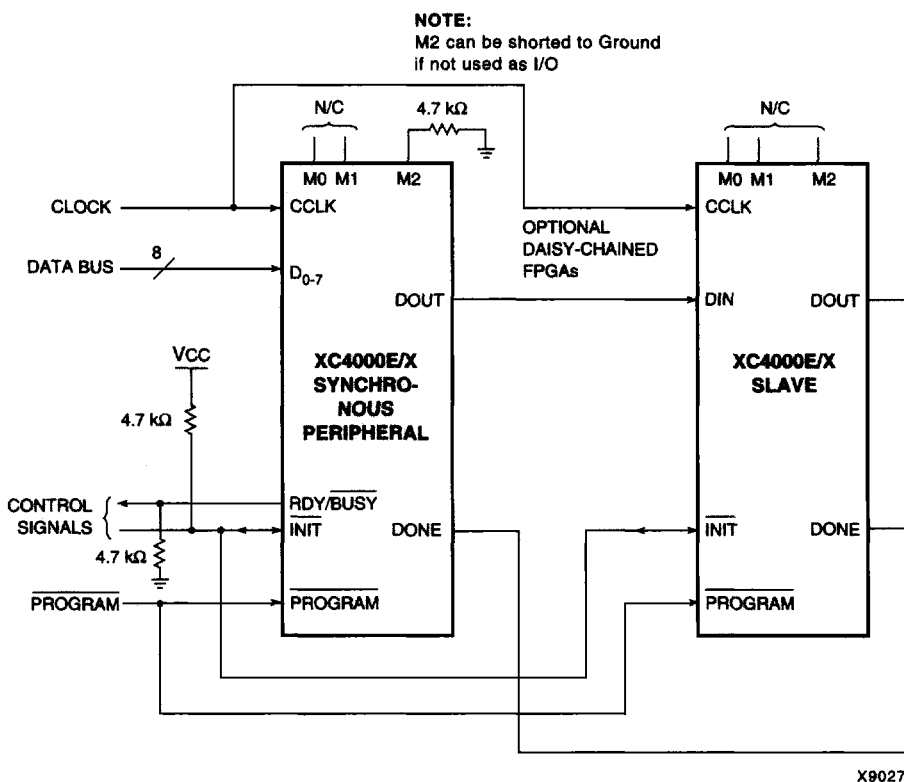 NOTE:
M2 can be shorted to Ground
if not used as I/O
N/C
4.7 kΩ
N/C
M0 M1 M2
M0 M1 M2
CLOCK
CCLK
CCLK
OPTIONAL
DAISY-CHAINED
FPGAs
DATA BUS
8
D0-7
DOUT
DIN
DOUT
VCC
4.7 kΩ
XC4000E/X
SYNCHRO-
NOUS
PERIPHERAL
XC4000E/X
SLAVE
CONTROL
SIGNALS
RDY/BUSY
INIT
DONE
INIT
DONE
4.7 kΩ
PROGRAM
PROGRAM
PROGRAM
X9027